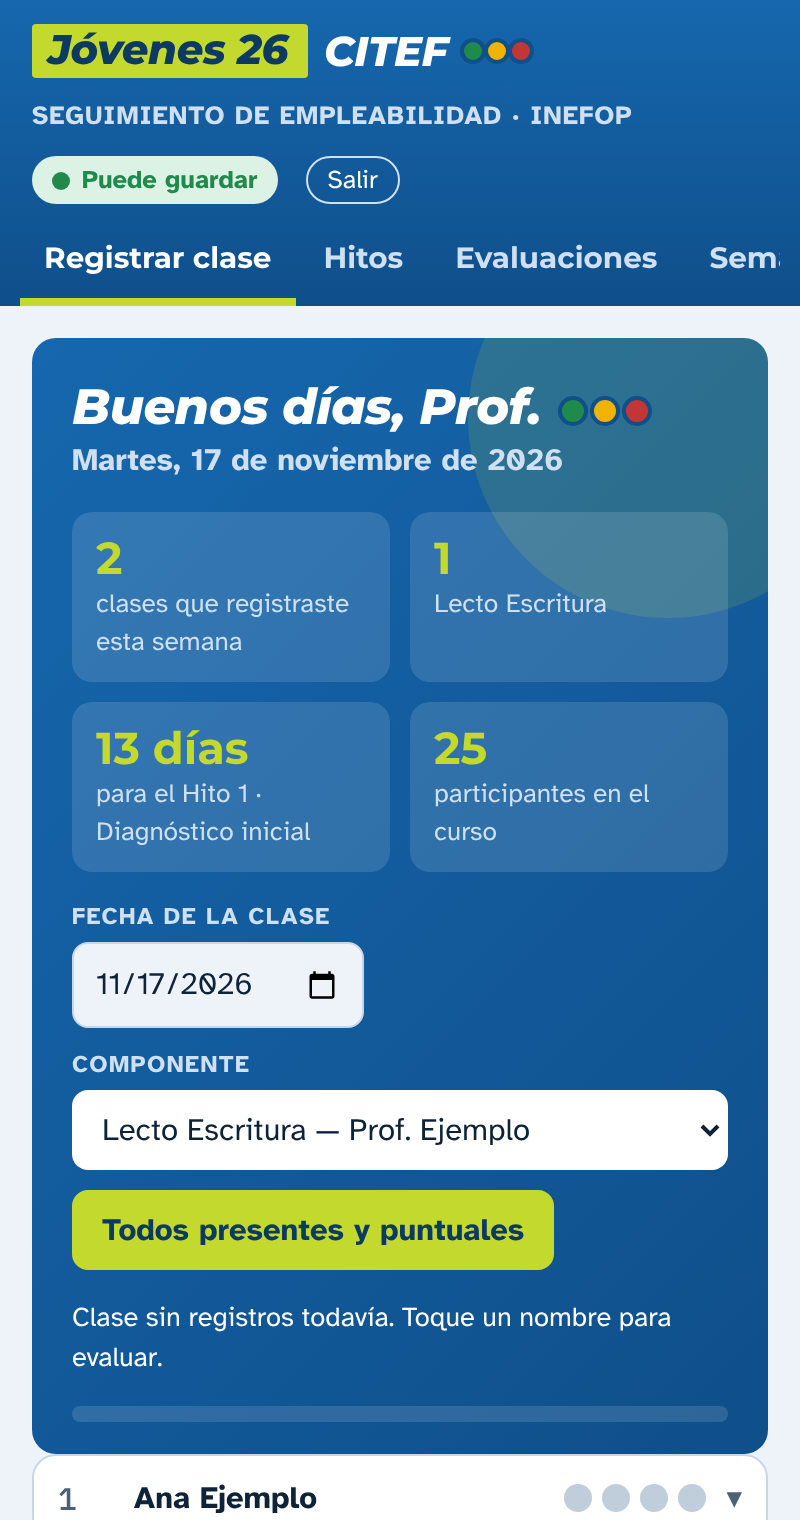 Jóvenes 26 CITEF
SEGUIMIENTO DE EMPLEABILIDAD · INEFOP
Puede guardar Salir
Registrar clase Hitos Evaluaciones
Buenos días, Prof.
Martes, 17 de noviembre de 2026
2
clases que registraste
esta semana
1
Lecto Escritura
13 días
para el Hito 1 ·
Diagnóstico inicial
25
participantes en el
curso
FECHA DE LA CLASE
11/17/2026
COMPONENTE
Lecto Escritura — Prof. Ejemplo
Todos presentes y puntuales
Clase sin registros todavía. Toque un nombre para
evaluar.
1 Ana Ejemplo ▼